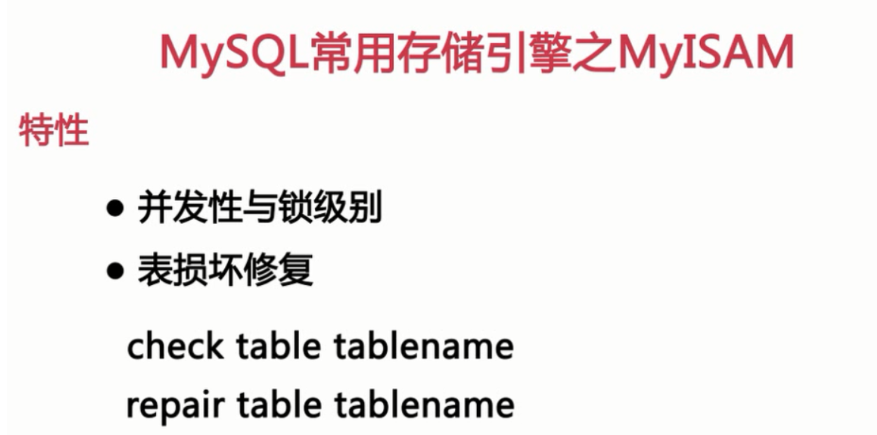 MySQL常用存储引擎之MyISAM
特性
● 并发性与锁级别
● 表损坏修复
check table tablename
repair table tablename